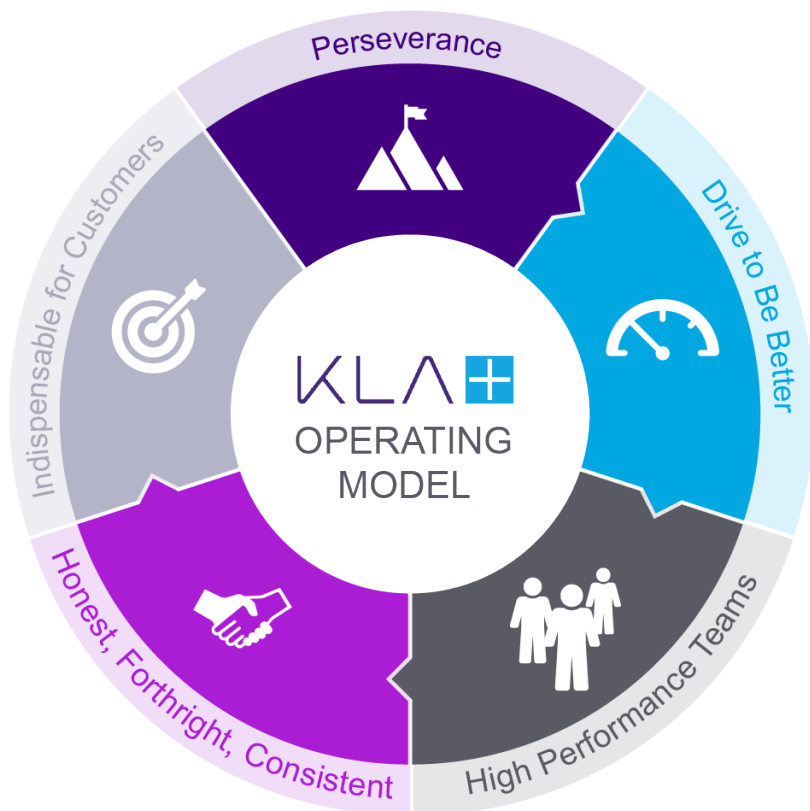 Perseverance
Drive to Be Better
High Performance Teams
Honest, Forthright, Consistent
Indispensable for Customers
KLA+
OPERATING
MODEL